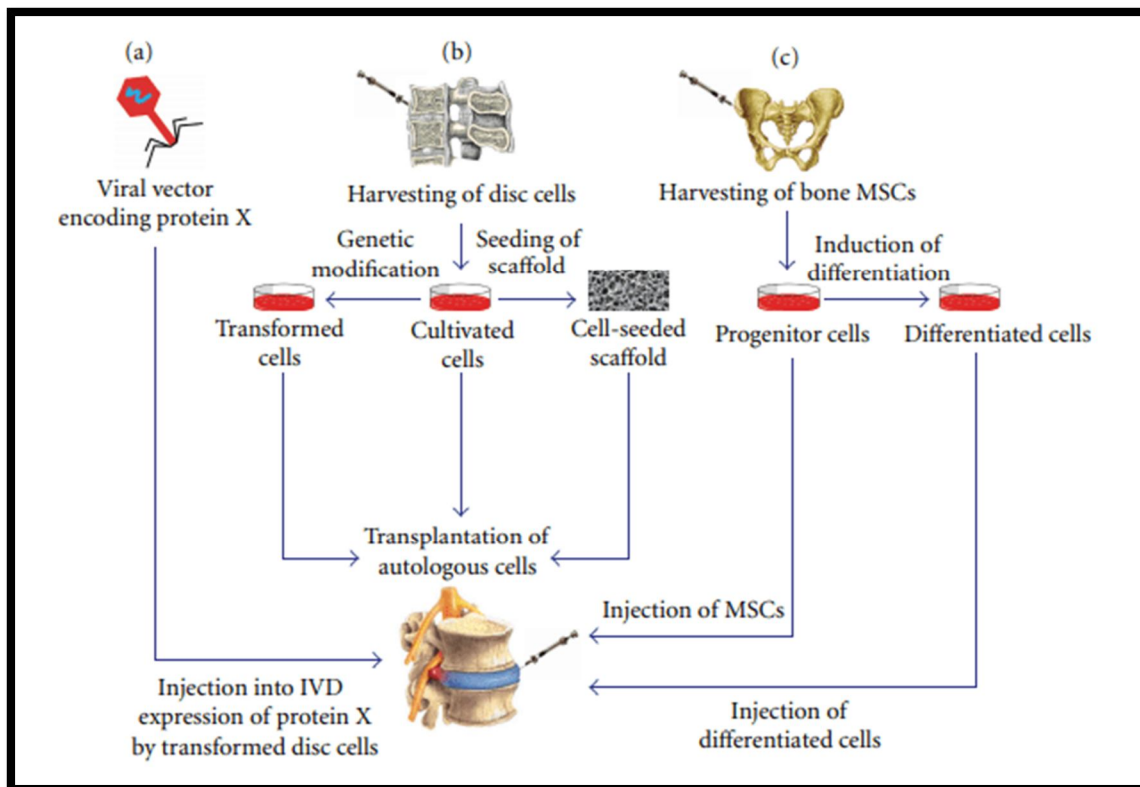 (a)
Viral vector
encoding protein X
(b)
Harvesting of disc cells
Genetic
modification
Seeding of
scaffold
Transformed
cells
Cultivated
cells
Cell-seeded
scaffold
(c)
Harvesting of bone MSCs
Induction of
differentiation
Progenitor cells
Differentiated cells
Transplantation of
autologous cells
Injection of MSCs
Injection into IVD
expression of protein X
by transformed disc cells
Injection of
differentiated cells